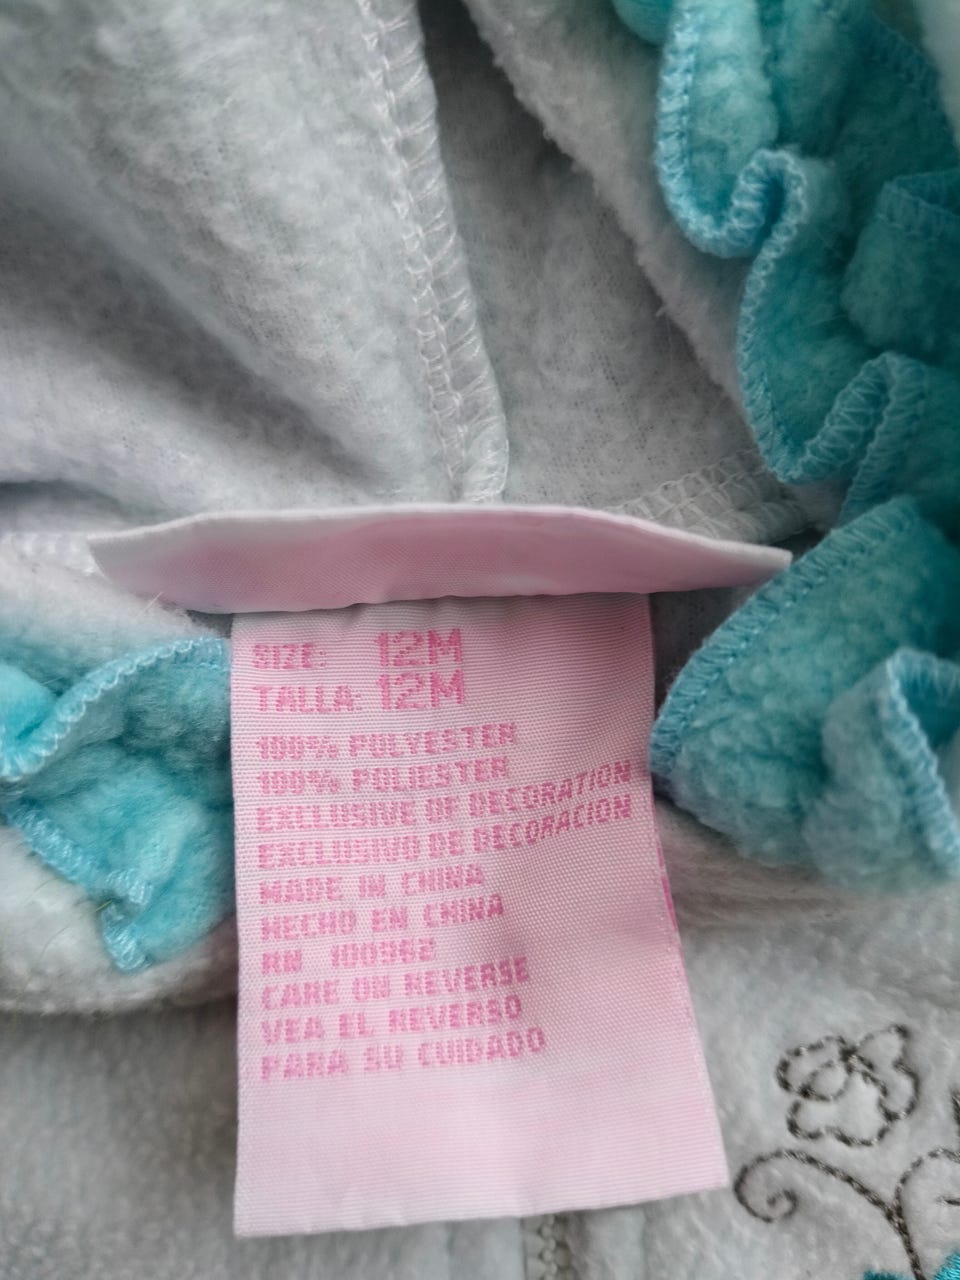 SIZE: 12M
TALLA: 12M
100% POLYESTER
100% POLIESTER
EXCLUSIVE OF DECORATION
EXCLUSIVO DE DECORACION
MADE IN CHINA
HECHO EN CHINA
RN 100962
CARE ON REVERSE
VEA EL REVERSO
PARA SU CUIDADO